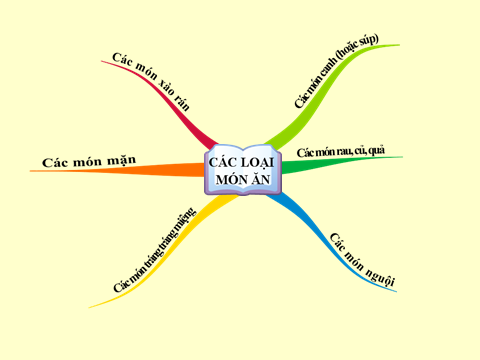 CÁC LOẠI
MÓN ĂN
Các món canh (hoặc súp)
Các món rau, củ, quả
Các món nguội
Các món tráng tráng miệng
Các món mặn
Các món xào rán